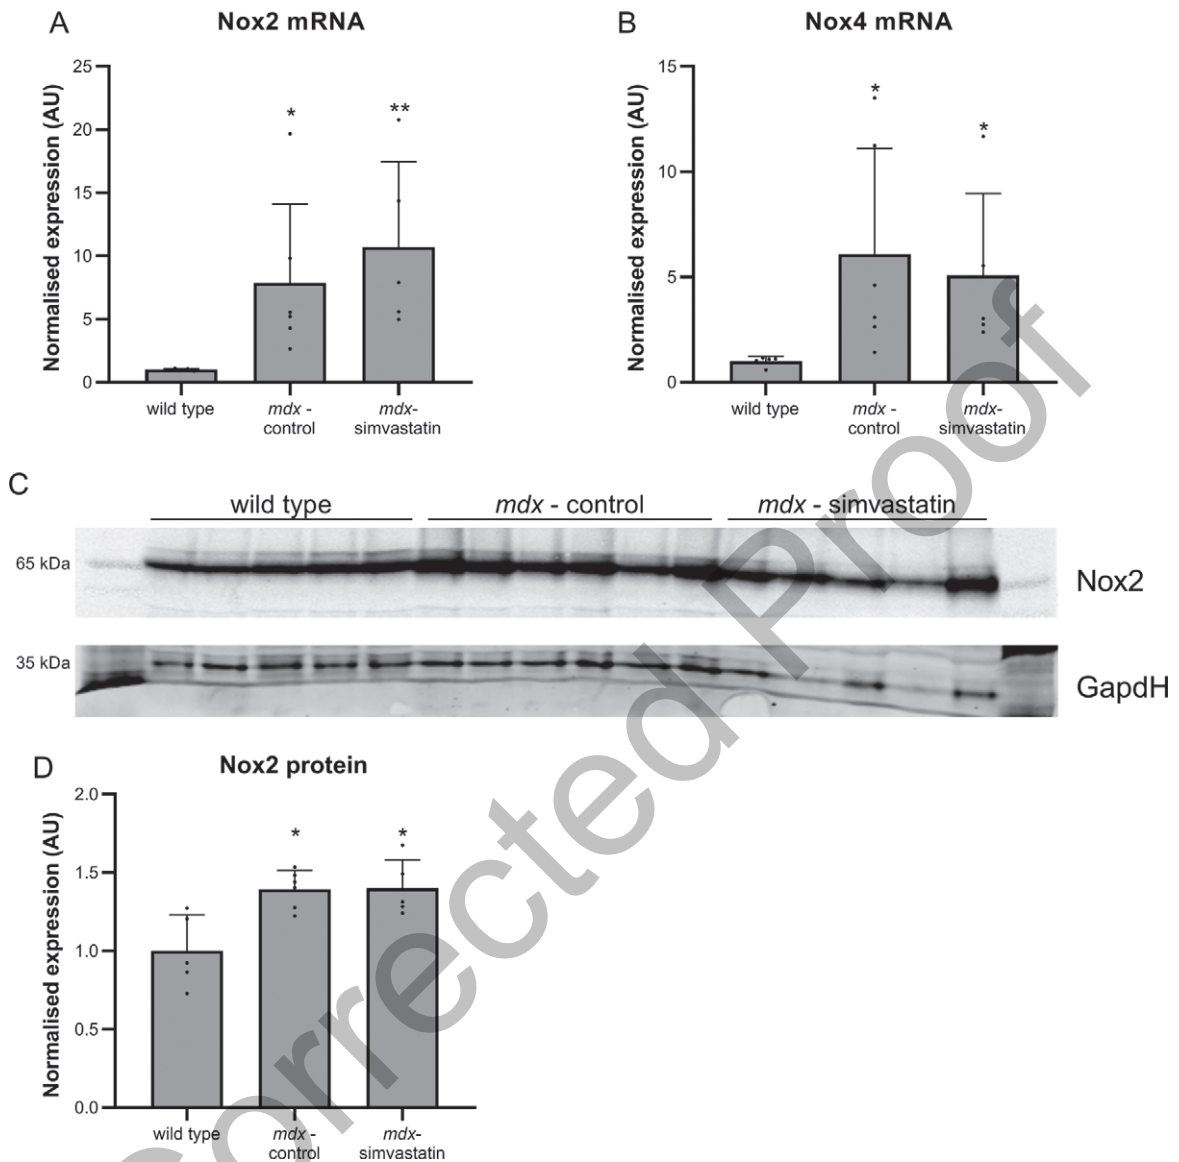 A
Nox2 mRNA
Normalised expression (AU)
25
20
15
10
5
0
*
**
wild type
mdx -
control
mdx-
simvastatin
B
Nox4 mRNA
Normalised expression (AU)
15
10
5
0
*
*
wild type
mdx -
control
mdx-
simvastatin
C
wild type
mdx - control
mdx - simvastatin
65 kDa
Nox2
35 kDa
GapdH
D
Nox2 protein
Normalised expression (AU)
2.0
1.5
1.0
0.5
0.0
*
*
wild type
mdx -
control
mdx-
simvastatin
orrected Proof